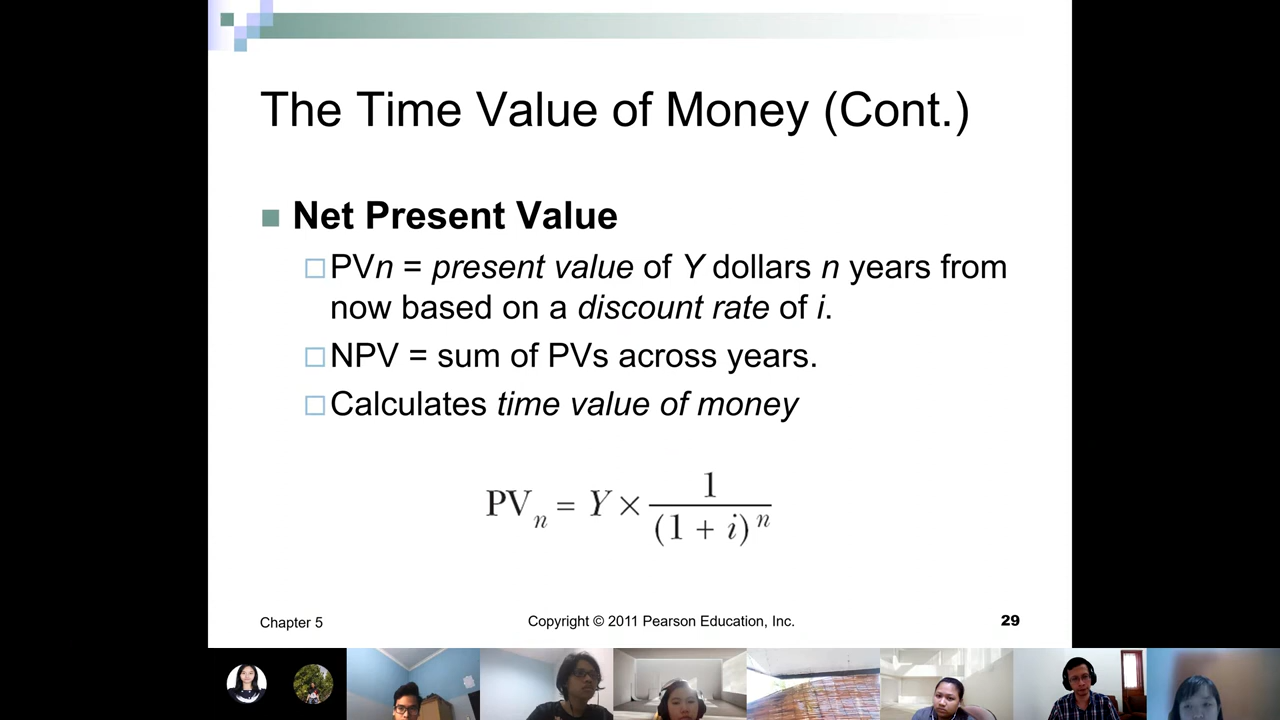 The Time Value of Money (Cont.)
Net Present Value
PVn = present value of Y dollars n years from
now based on a discount rate of i.
NPV = sum of PVs across years.
Calculates time value of money
PV_n = Y × 1 / (1 + i)^n
Chapter 5
Copyright © 2011 Pearson Education, Inc.
29